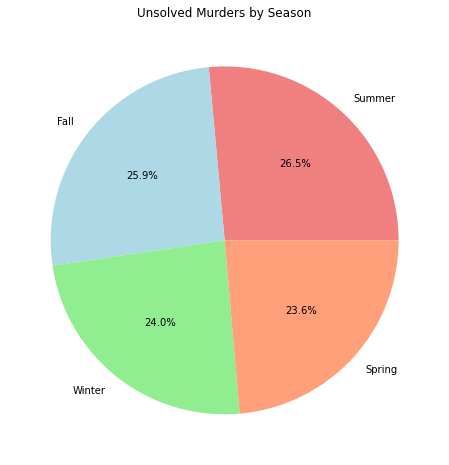 Unsolved Murders by Season
Summer
Fall
26.5%
25.9%
23.6%
24.0%
Spring
Winter